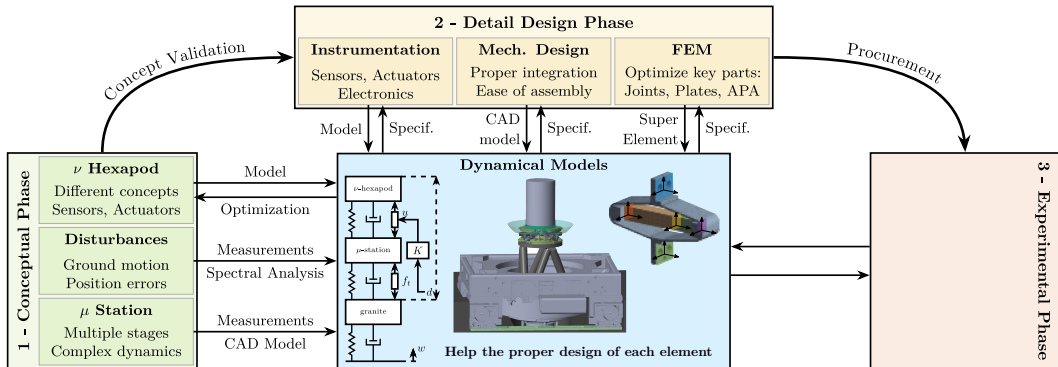 2 - Detail Design Phase
Instrumentation
Sensors, Actuators
Electronics
Mech. Design
Proper integration
Ease of assembly
FEM
Optimize key parts:
Joints, Plates, APA
Concept Validation
Procurement
Model
Specif.
CAD
model
Specif.
Super
Element
Specif.
1 - Conceptual Phase
ν Hexapod
Different concepts
Sensors, Actuators
Disturbances
Ground motion
Position errors
μ Station
Multiple stages
Complex dynamics
Model
Optimization
Measurements
Spectral Analysis
Measurements
CAD Model
Dynamical Models
ν-hexapod
y
μ-station
K
f_t
d
granite
w
Help the proper design of each element
3 - Experimental Phase